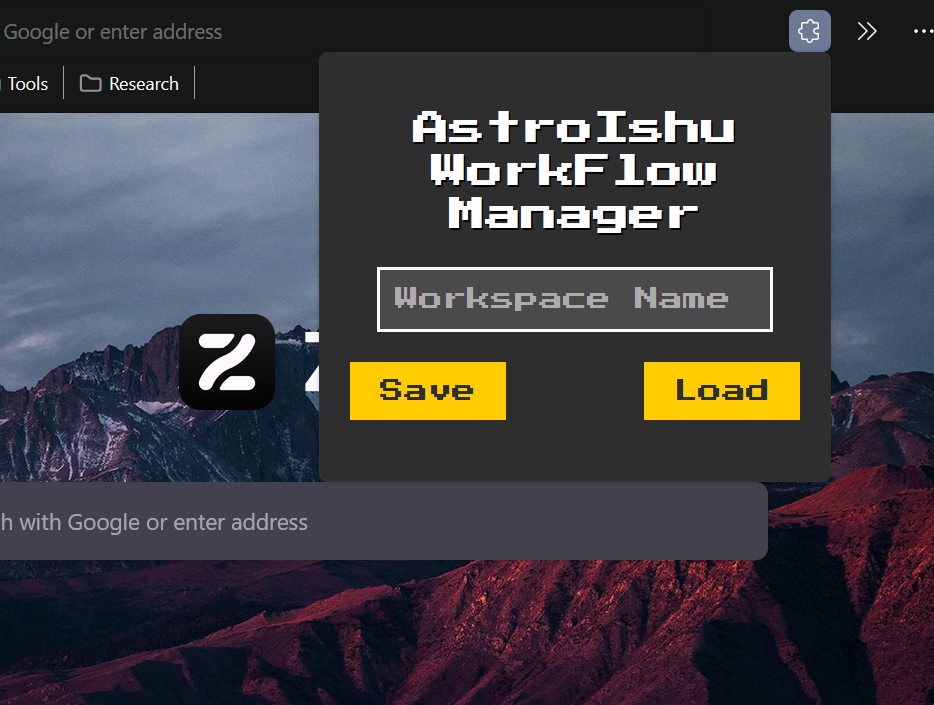 Google or enter address
Tools
Research
AstroIshu
WorkFlow
Manager
Workspace Name
Save
Load
h with Google or enter address